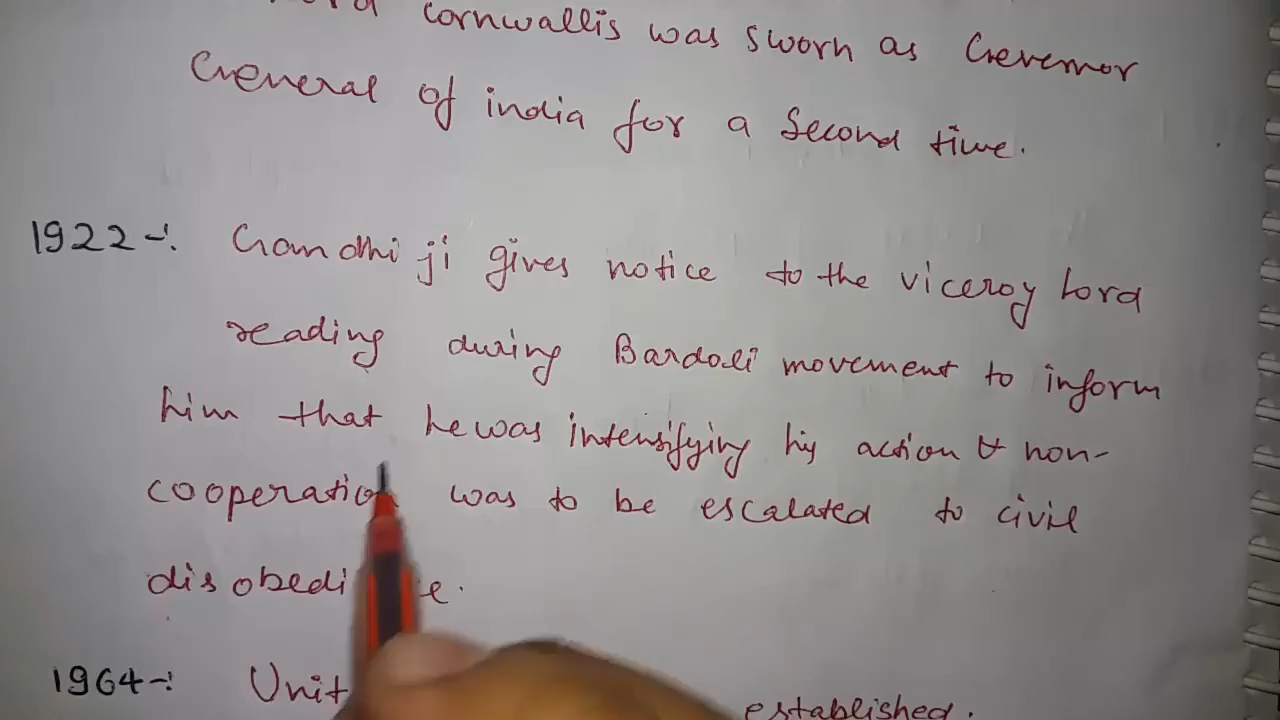 Cornwallis was sworn as Governor
General of india for a Second time.
1922-: Gandhi ji gives notice to the viceroy Lord
reading during Bardoli movement to inform
him that he was intensifying his action & non-
cooperation was to be escalated to civil
disobedi e.
1964-: Unit established.